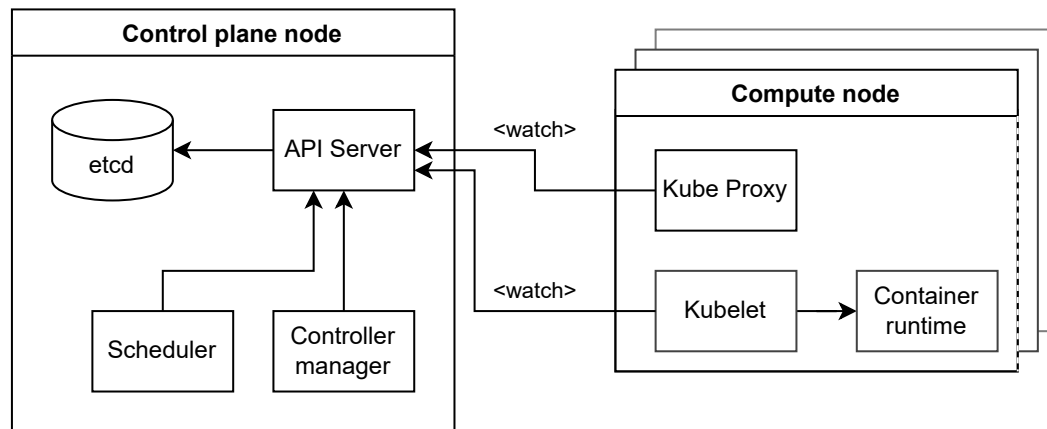 Control plane node
etcd
API Server
Scheduler
Controller
manager
<watch>
<watch>
Compute node
Kube Proxy
Kubelet
Container
runtime